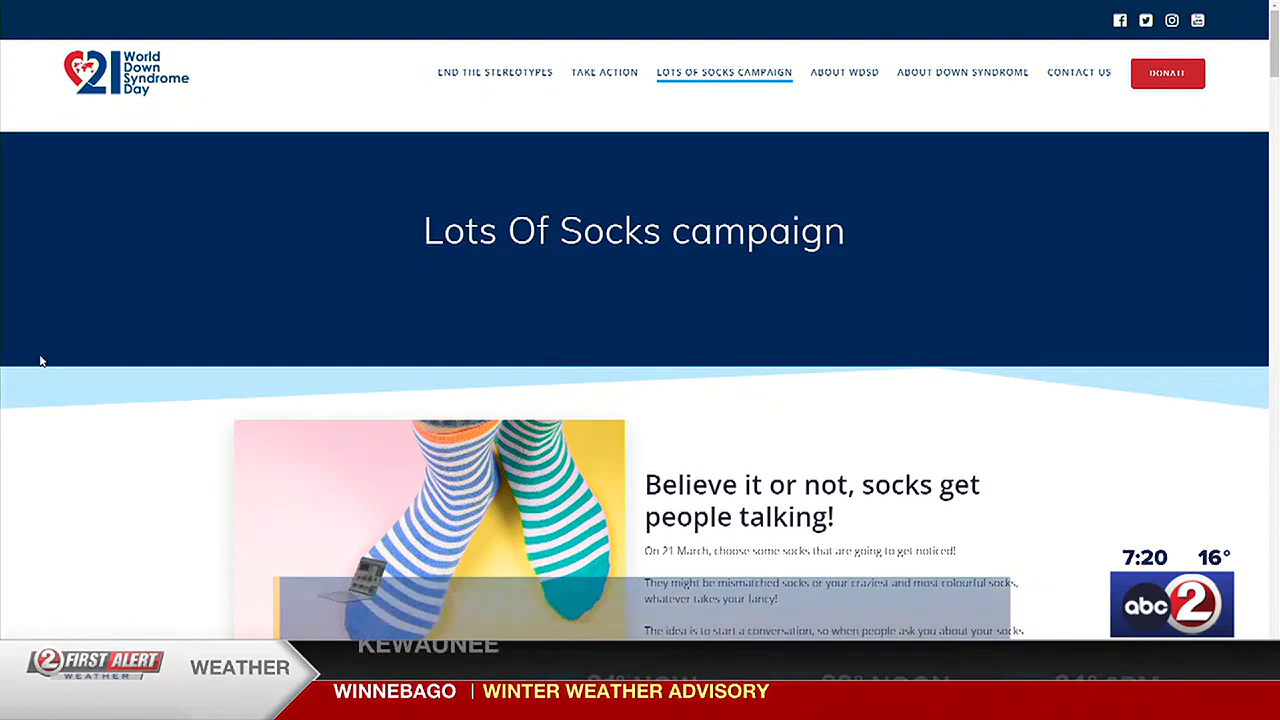 21 World
Down
Syndrome
Day
END THE STEREOTYPES TAKE ACTION LOTS OF SOCKS CAMPAIGN ABOUT WDSD ABOUT DOWN SYNDROME CONTACT US DONATE
Lots Of Socks campaign
Believe it or not, socks get
people talking!
On 21 March, choose some socks that are going to get noticed!
They might be mismatched socks or your craziest and most colourful socks,
whatever takes your fancy!
The idea is to start a conversation, so when people ask you about your socks
7:20 16°
abc 2
2 FIRST ALERT
WEATHER
WEATHER
KEWAUNEE
WINNEBAGO | WINTER WEATHER ADVISORY